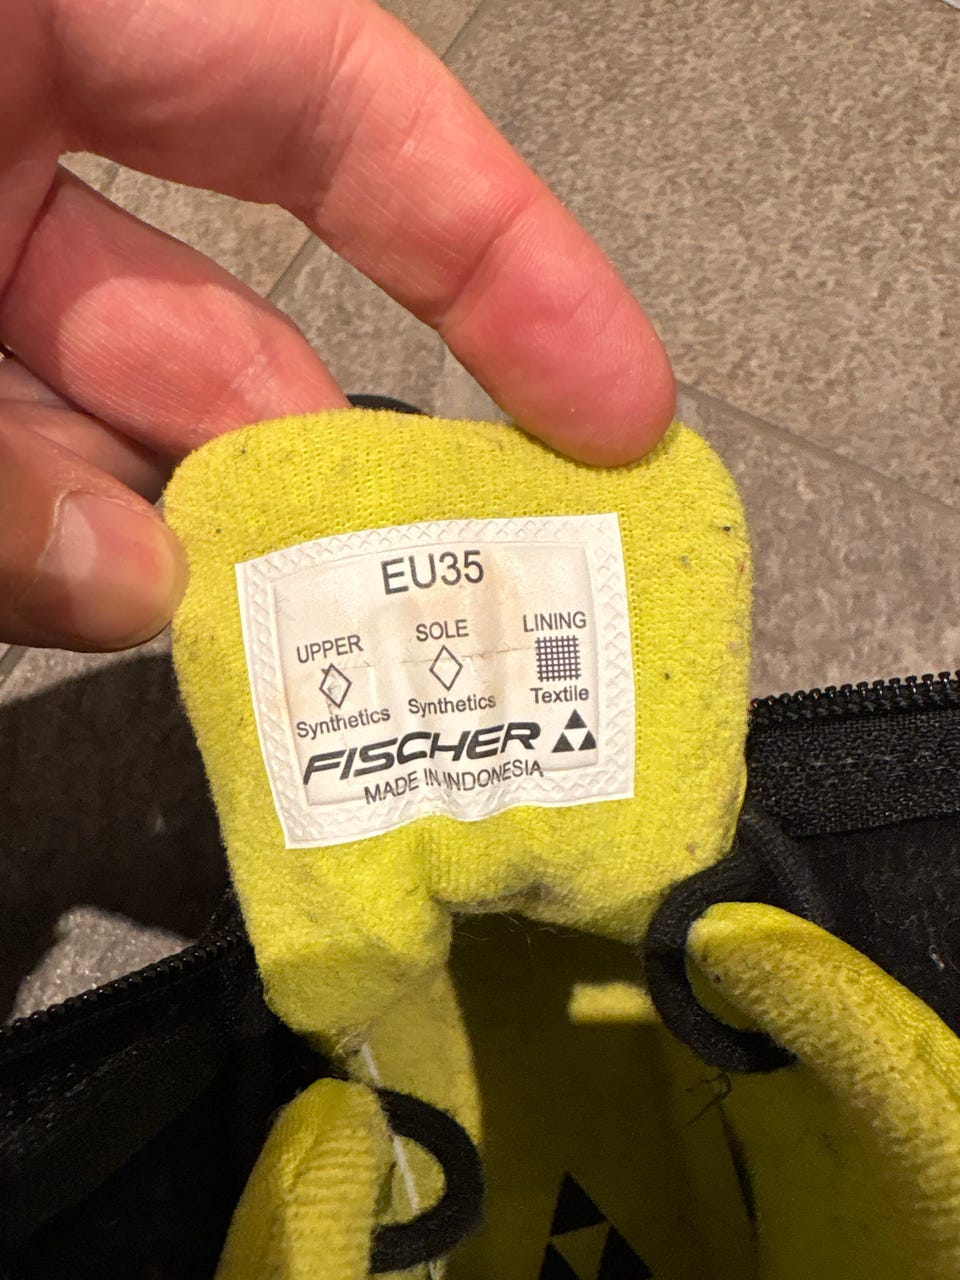 EU35
UPPER SOLE LINING
Synthetics Synthetics Textile
FISCHER
MADE IN INDONESIA